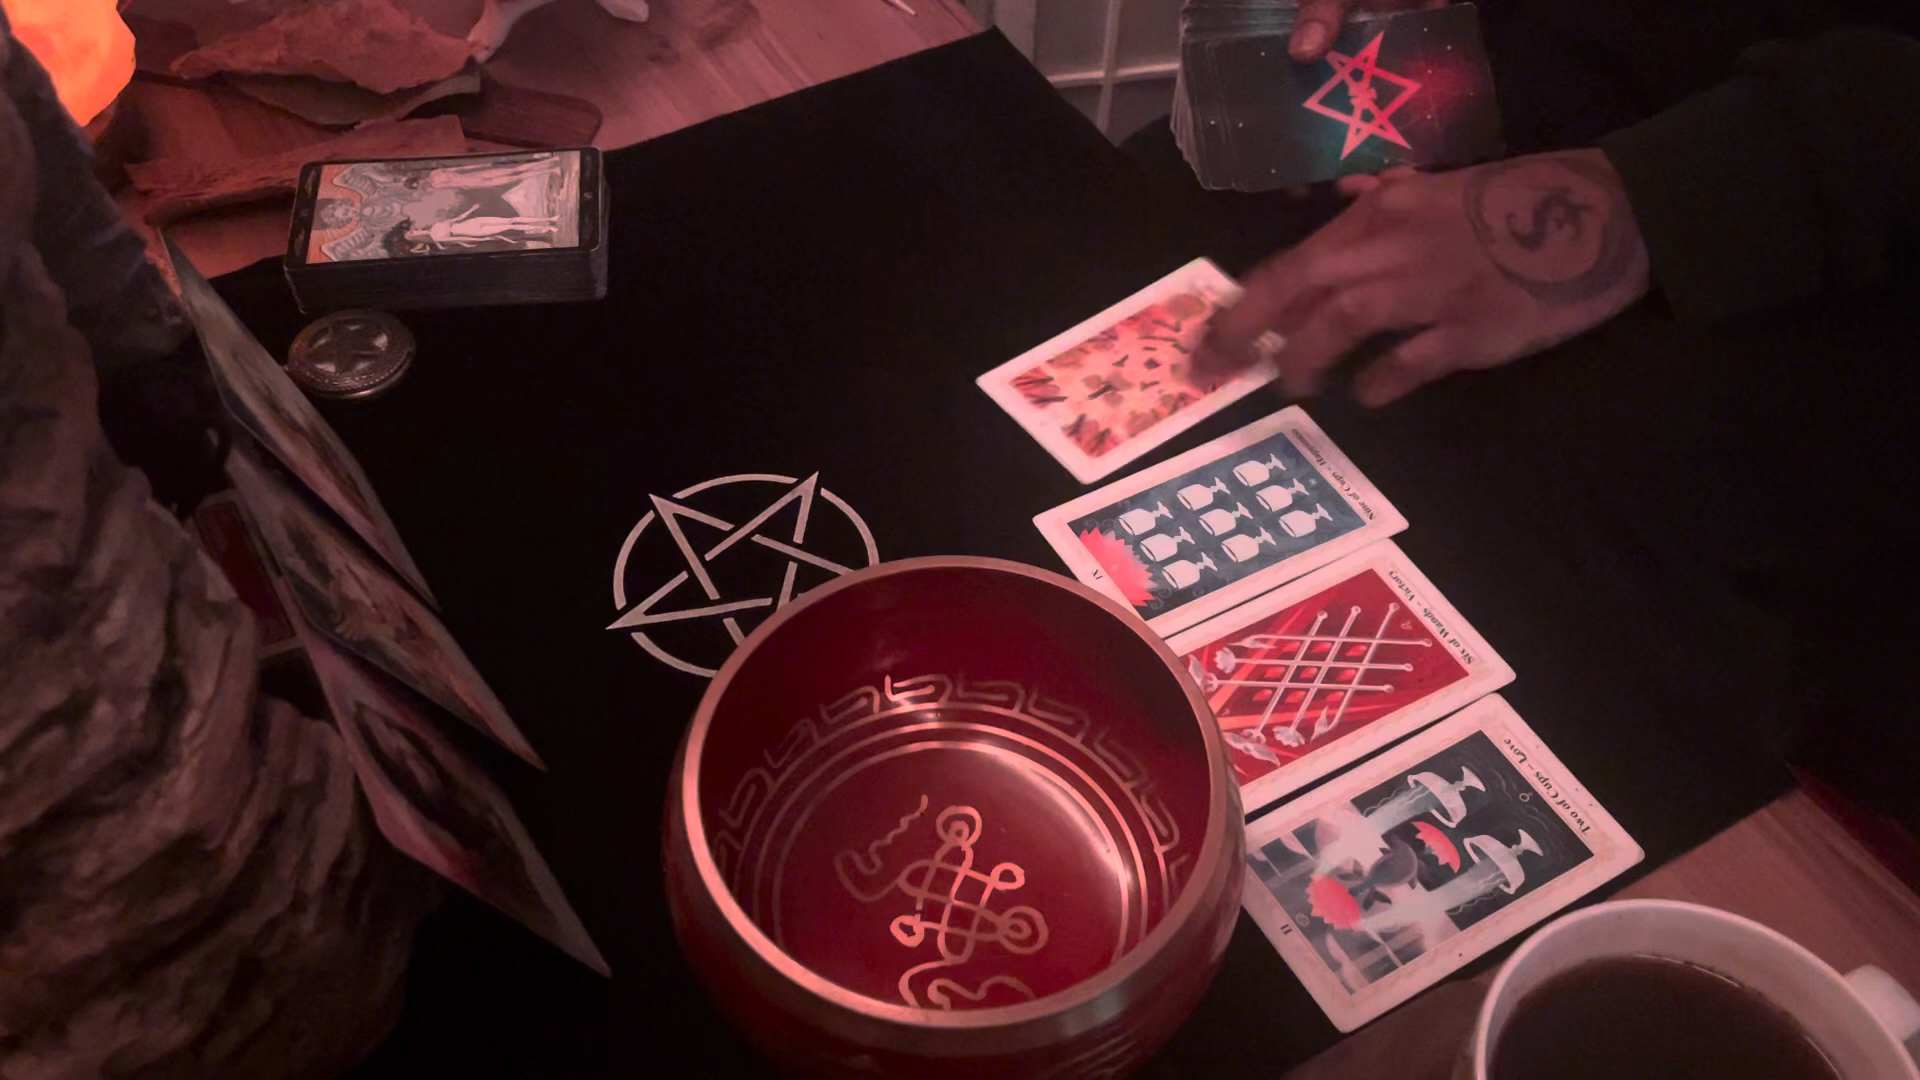 Nine of Cups – Happiness
IX
Six of Wands – Victory
Two of Cups – Love
II